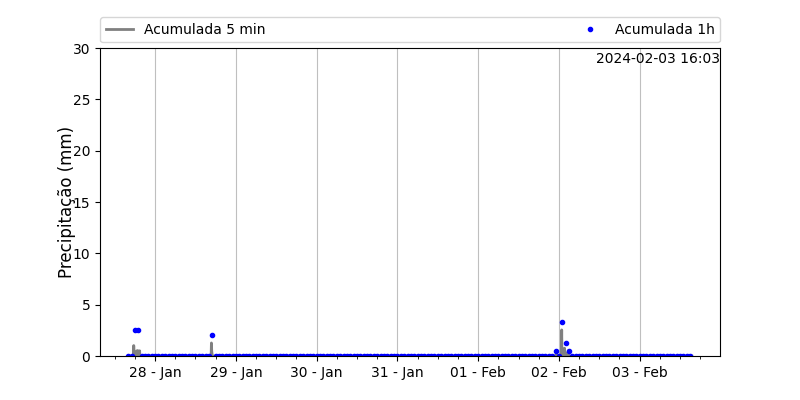 Acumulada 5 min
Acumulada 1h
2024-02-03 16:03
Precipitação (mm)
30
25
20
15
10
5
0
28 - Jan
29 - Jan
30 - Jan
31 - Jan
01 - Feb
02 - Feb
03 - Feb